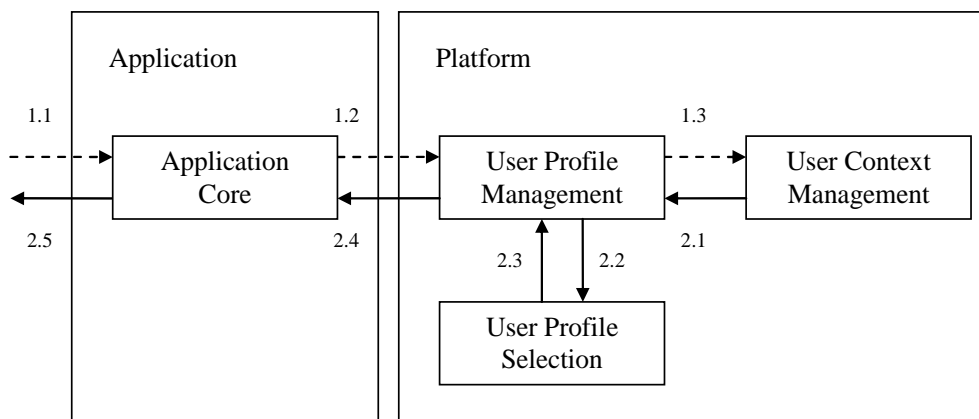 Application
Platform
1.1
1.2
1.3
Application
Core
User Profile
Management
User Context
Management
2.5
2.4
2.3
2.2
2.1
User Profile
Selection